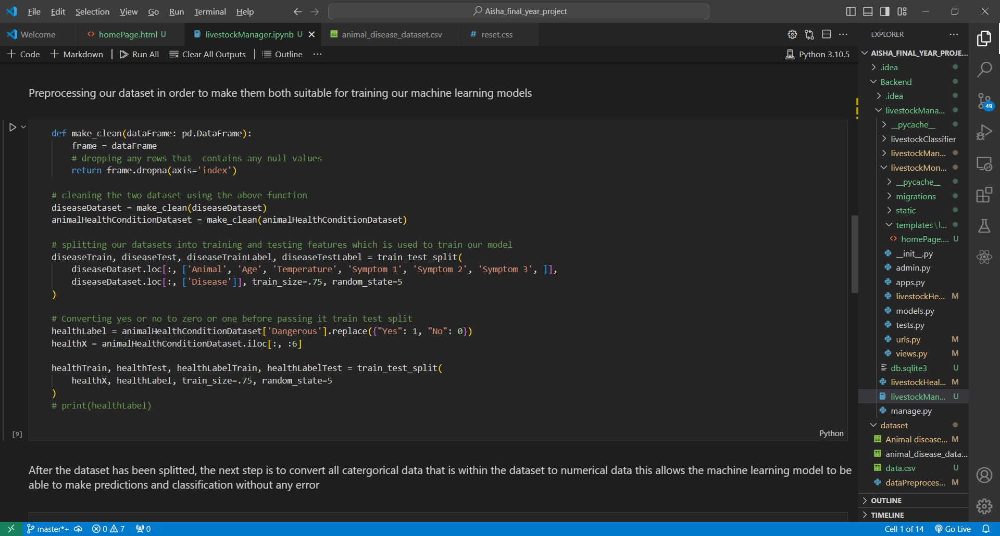 File Edit Selection View Go Run Terminal Help
Aisha_final_year_project
Welcome
homePage.html U
livestockManager.ipynb U
animal_disease_dataset.csv
# reset.css
Code
Markdown
Run All
Clear All Outputs
Outline
Python 3.10.5
Preprocessing our dataset in order to make them both suitable for training our machine learning models
def make_clean(dataFrame: pd.DataFrame):
frame = dataFrame
# dropping any rows that  contains any null values
return frame.dropna(axis='index')
# cleaning the two dataset using the above function
diseaseDataset = make_clean(diseaseDataset)
animalHealthConditionDataset = make_clean(animalHealthConditionDataset)
# splitting our datasets into training and testing features which is used to train our model
diseaseTrain, diseaseTest, diseaseTrainLabel, diseaseTestLabel = train_test_split(
diseaseDataset.loc[:, ['Animal', 'Age', 'Temperature', 'Symptom 1', 'Symptom 2', 'Symptom 3', ]],
diseaseDataset.loc[:, ['Disease']], train_size=.75, random_state=5
)
# Converting yes or no to zero or one before passing it train test split
healthLabel = animalHealthConditionDataset['Dangerous'].replace({"Yes": 1, "No": 0})
healthX = animalHealthConditionDataset.iloc[:, :6]
healthTrain, healthTest, healthLabelTrain, healthLabelTest = train_test_split(
healthX, healthLabel, train_size=.75, random_state=5
)
# print(healthLabel)
[9]
Python
After the dataset has been splitted, the next step is to convert all catergorical data that is within the dataset to numerical data this allows the machine learning model to be
able to make predictions and classification without any error
EXPLORER
AISHA_FINAL_YEAR_PROJE...
.idea
Backend
.idea
livestockMana...
__pycache__
livestockClassifier
livestockMan...
livestockMon...
__pycache__
migrations
static
templates\l...
homePage.... U
__init__.py
admin.py
apps.py
livestockHe... M
models.py
tests.py
urls.py M
views.py M
db.sqlite3 U
livestockHeal... M
livestockMan... U
manage.py
dataset
Animal disease... M
animal_disease_data...
data.csv U
dataPreproces... M
OUTLINE
TIMELINE
49
master*+
0
7
0
Cell 1 of 14
Go Live